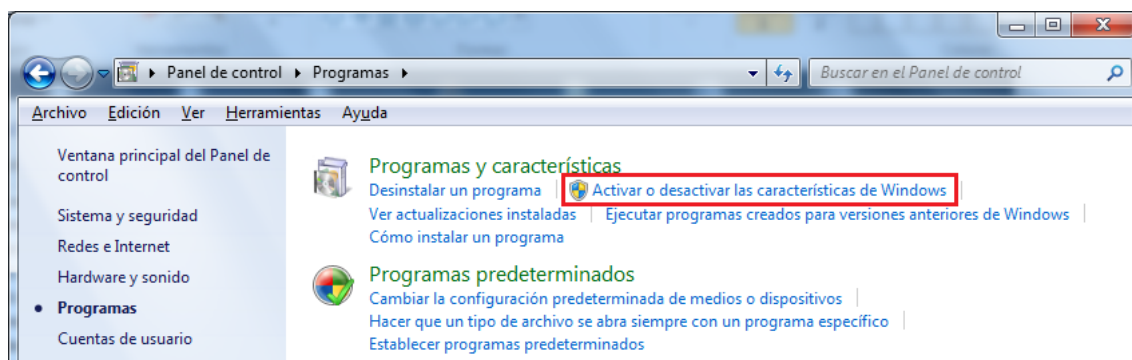 Panel de control Programas
Buscar en el Panel de control
Archivo Edición Ver Herramientas Ayuda
Ventana principal del Panel de
control
Sistema y seguridad
Redes e Internet
Hardware y sonido
Programas
Cuentas de usuario
Programas y características
Desinstalar un programa Activar o desactivar las características de Windows
Ver actualizaciones instaladas Ejecutar programas creados para versiones anteriores de Windows
Cómo instalar un programa
Programas predeterminados
Cambiar la configuración predeterminada de medios o dispositivos
Hacer que un tipo de archivo se abra siempre con un programa específico
Establecer programas predeterminados